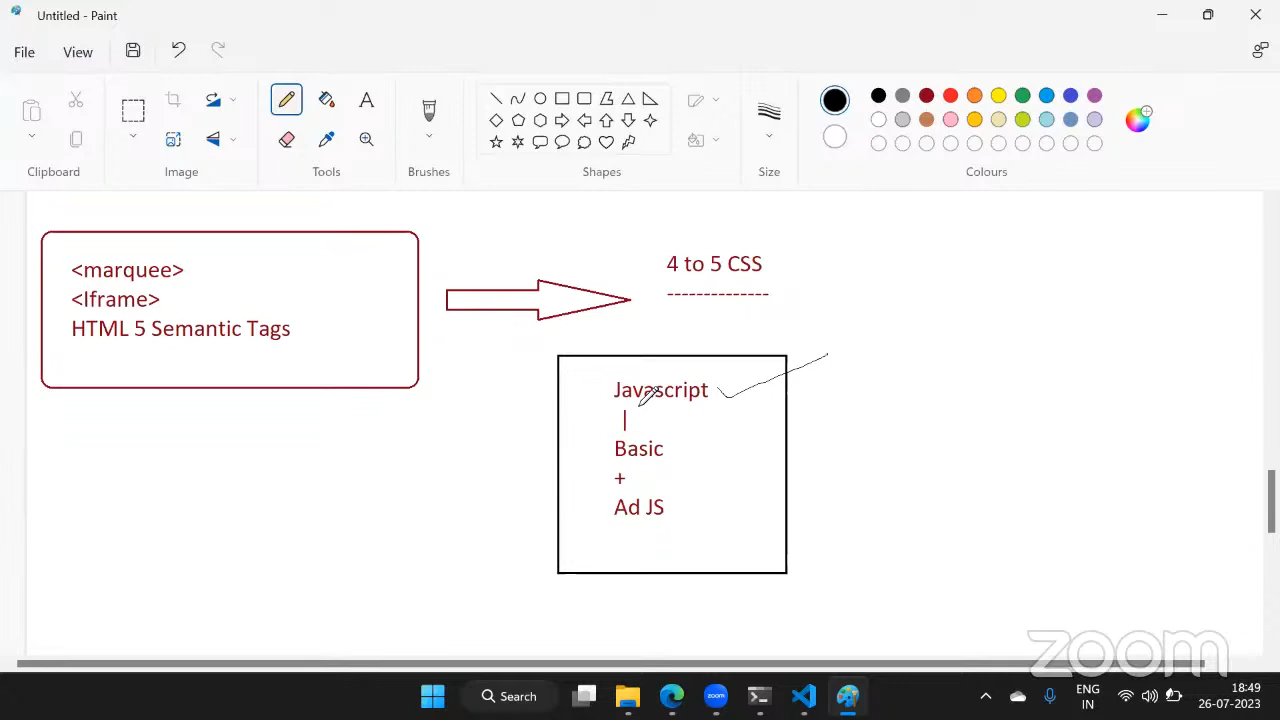 Untitled - Paint
File
View
Clipboard
Image
Tools
Brushes
Shapes
Size
Colours
<marquee>
<Iframe>
HTML 5 Semantic Tags
4 to 5 CSS
--------------
Javascript
|
Basic
+
Ad JS
zoom
Search
zoom
ENG
IN
18:49
26-07-2023